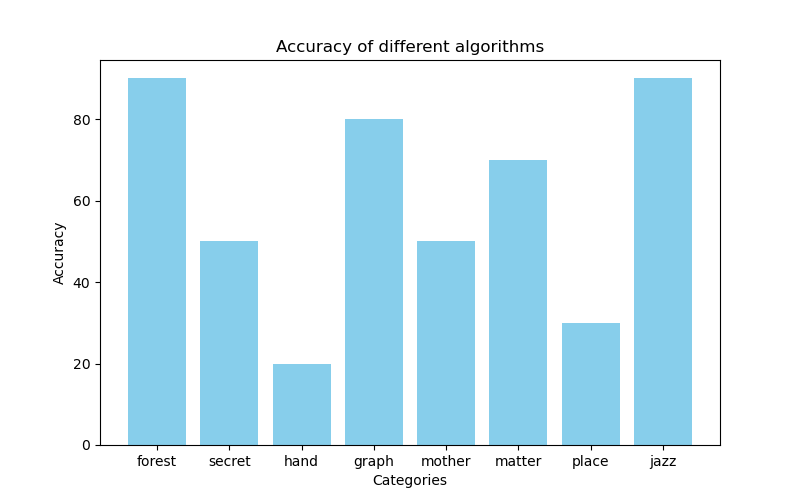 Accuracy of different algorithms
Accuracy
80
60
40
20
0
forest secret hand graph mother matter place jazz
Categories